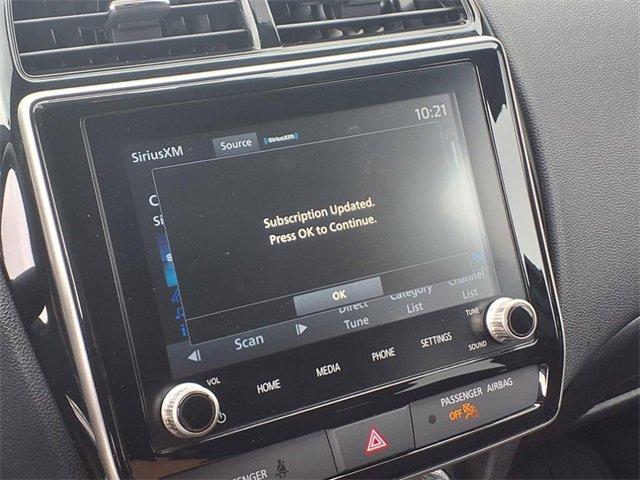 10:21
SiriusXM Source SiriusXM
Subscription Updated.
Press OK to Continue.
OK
Scan
Direct
Tune
Category
List
Channel
List
VOL
HOME
MEDIA
PHONE
SETTINGS
TUNE
SOUND
PASSENGER AIRBAG
OFF